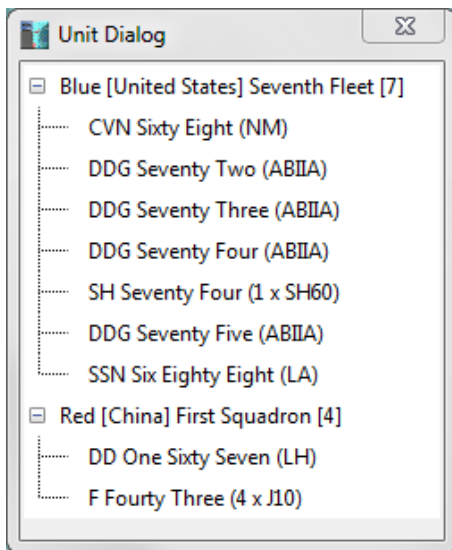 Unit Dialog
Blue [United States] Seventh Fleet [7]
CVN Sixty Eight (NM)
DDG Seventy Two (ABIIA)
DDG Seventy Three (ABIIA)
DDG Seventy Four (ABIIA)
SH Seventy Four (1 x SH60)
DDG Seventy Five (ABIIA)
SSN Six Eighty Eight (LA)
Red [China] First Squadron [4]
DD One Sixty Seven (LH)
F Fourty Three (4 x J10)